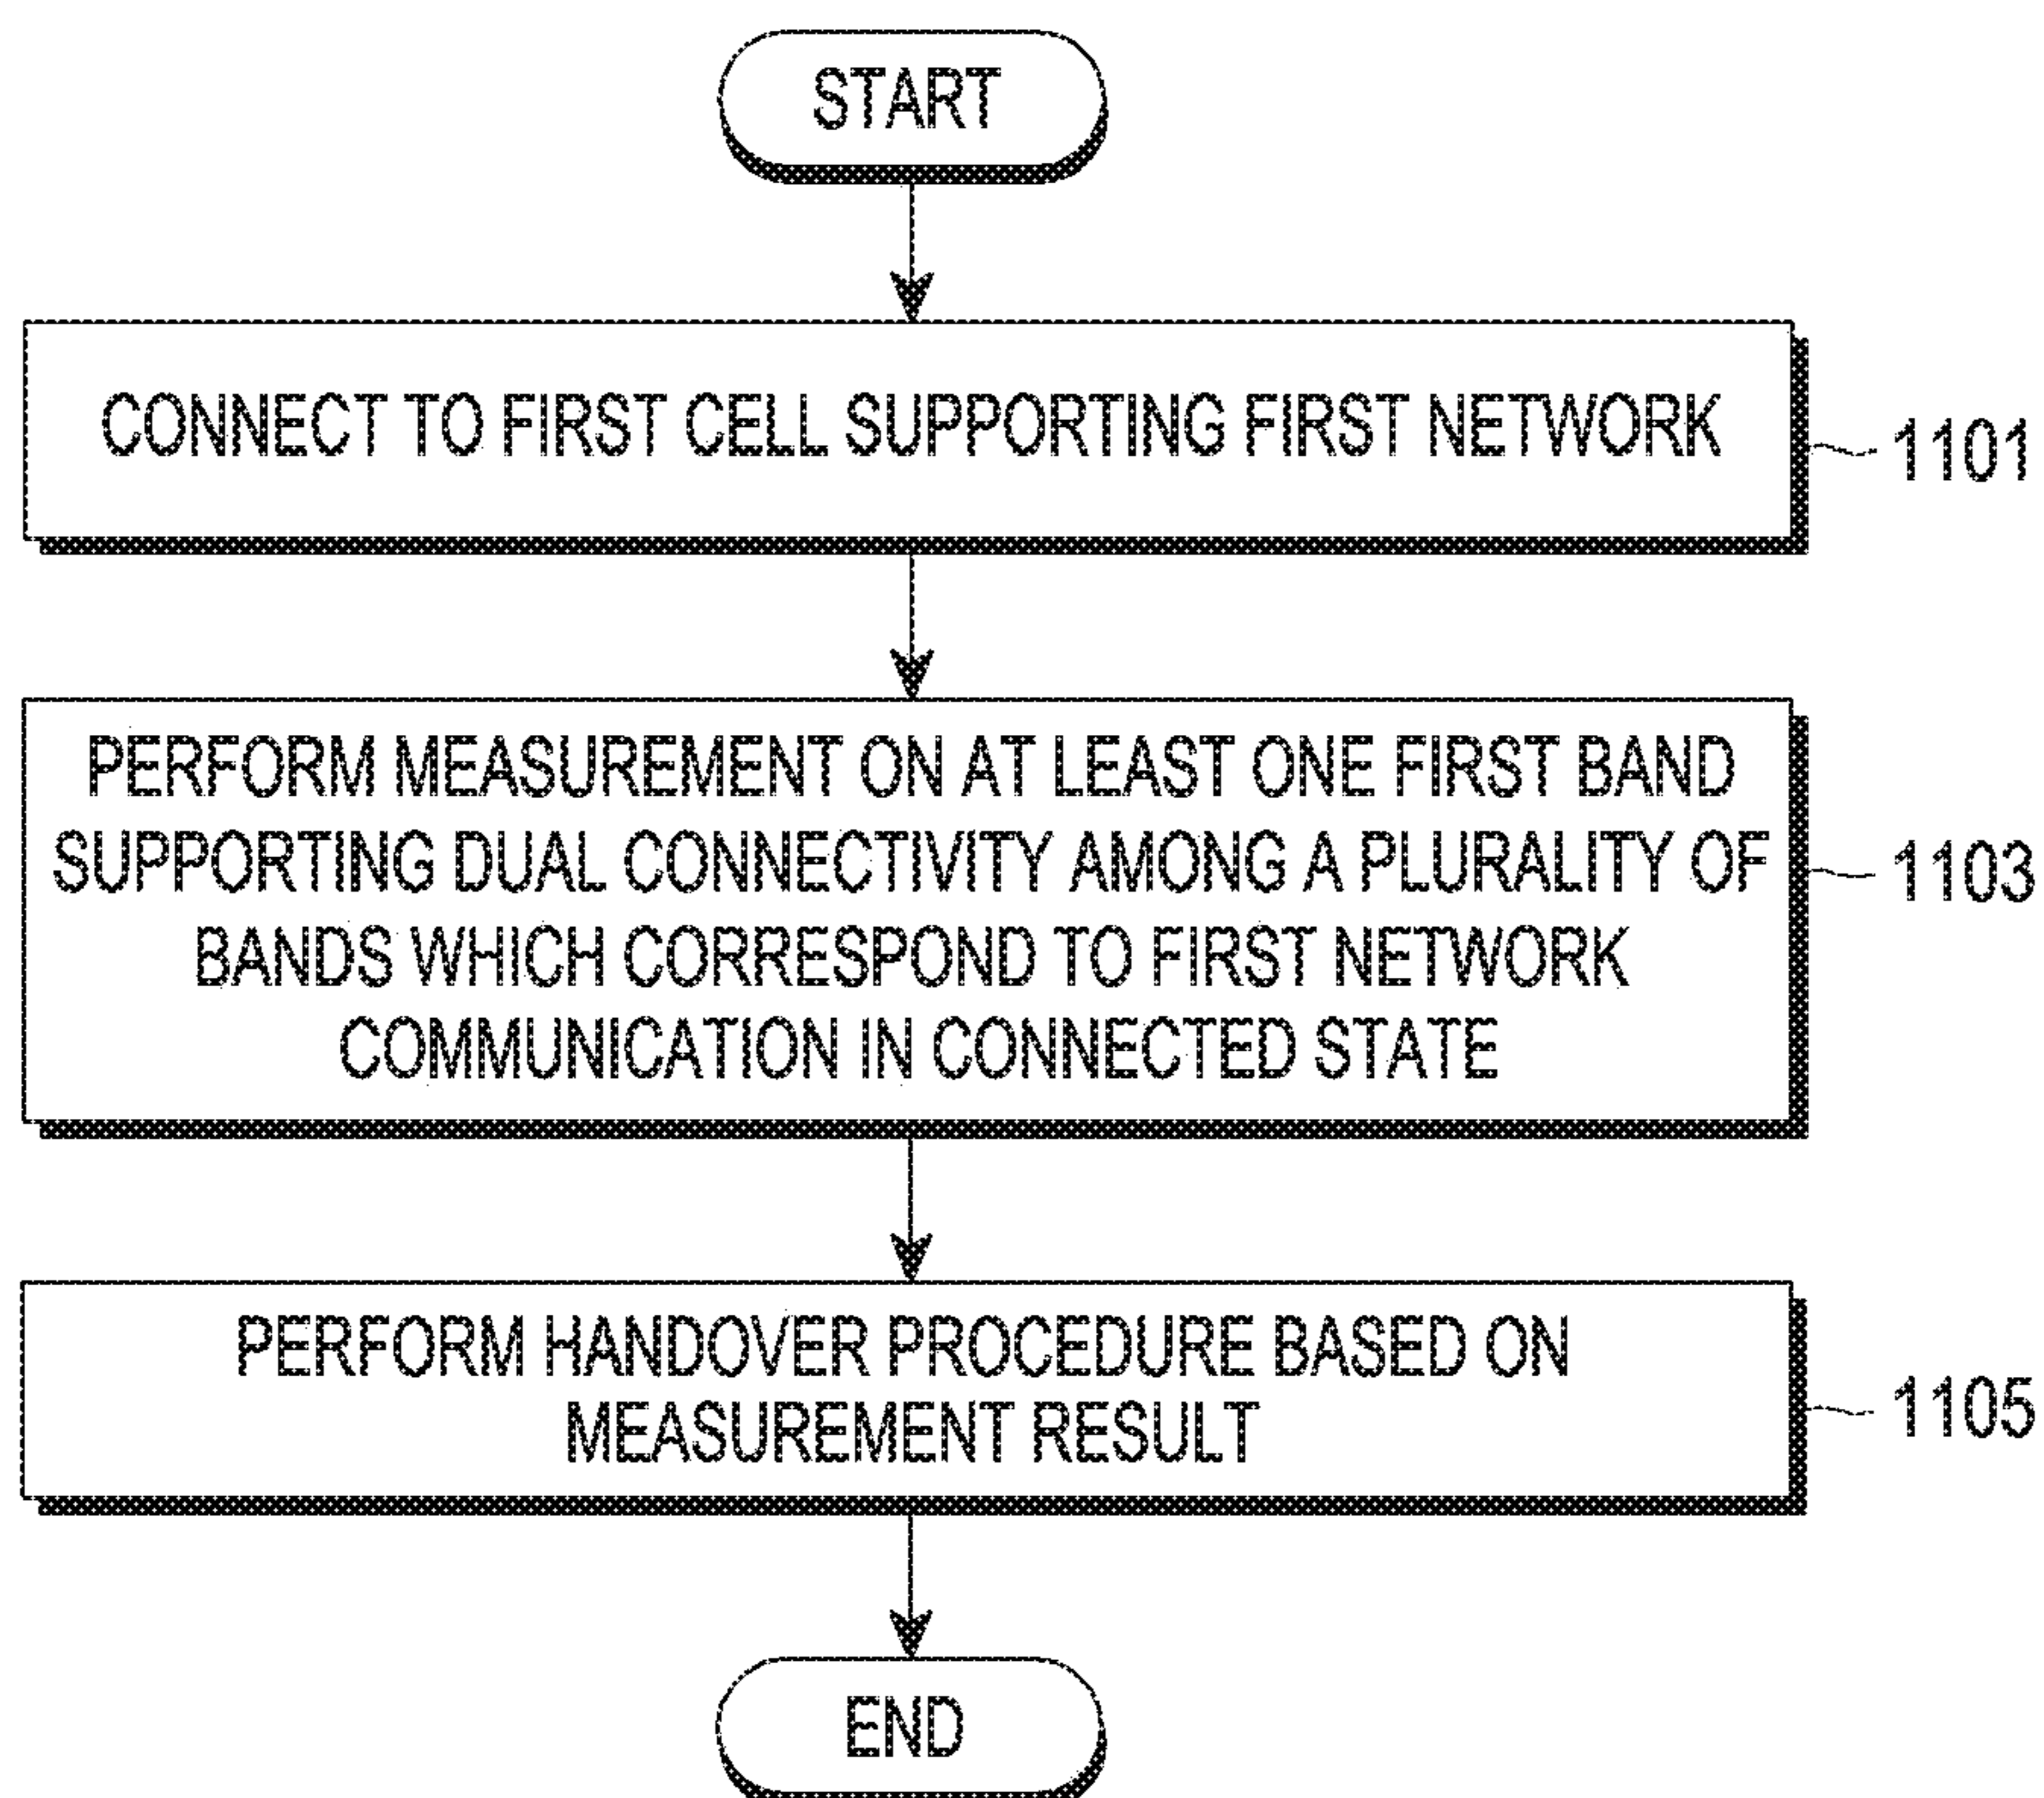 START
CONNECT TO FIRST CELL SUPPORTING FIRST NETWORK
1101
PERFORM MEASUREMENT ON AT LEAST ONE FIRST BAND
SUPPORTING DUAL CONNECTIVITY AMONG A PLURALITY OF
BANDS WHICH CORRESPOND TO FIRST NETWORK
COMMUNICATION IN CONNECTED STATE
1103
PERFORM HANDOVER PROCEDURE BASED ON
MEASUREMENT RESULT
1105
END